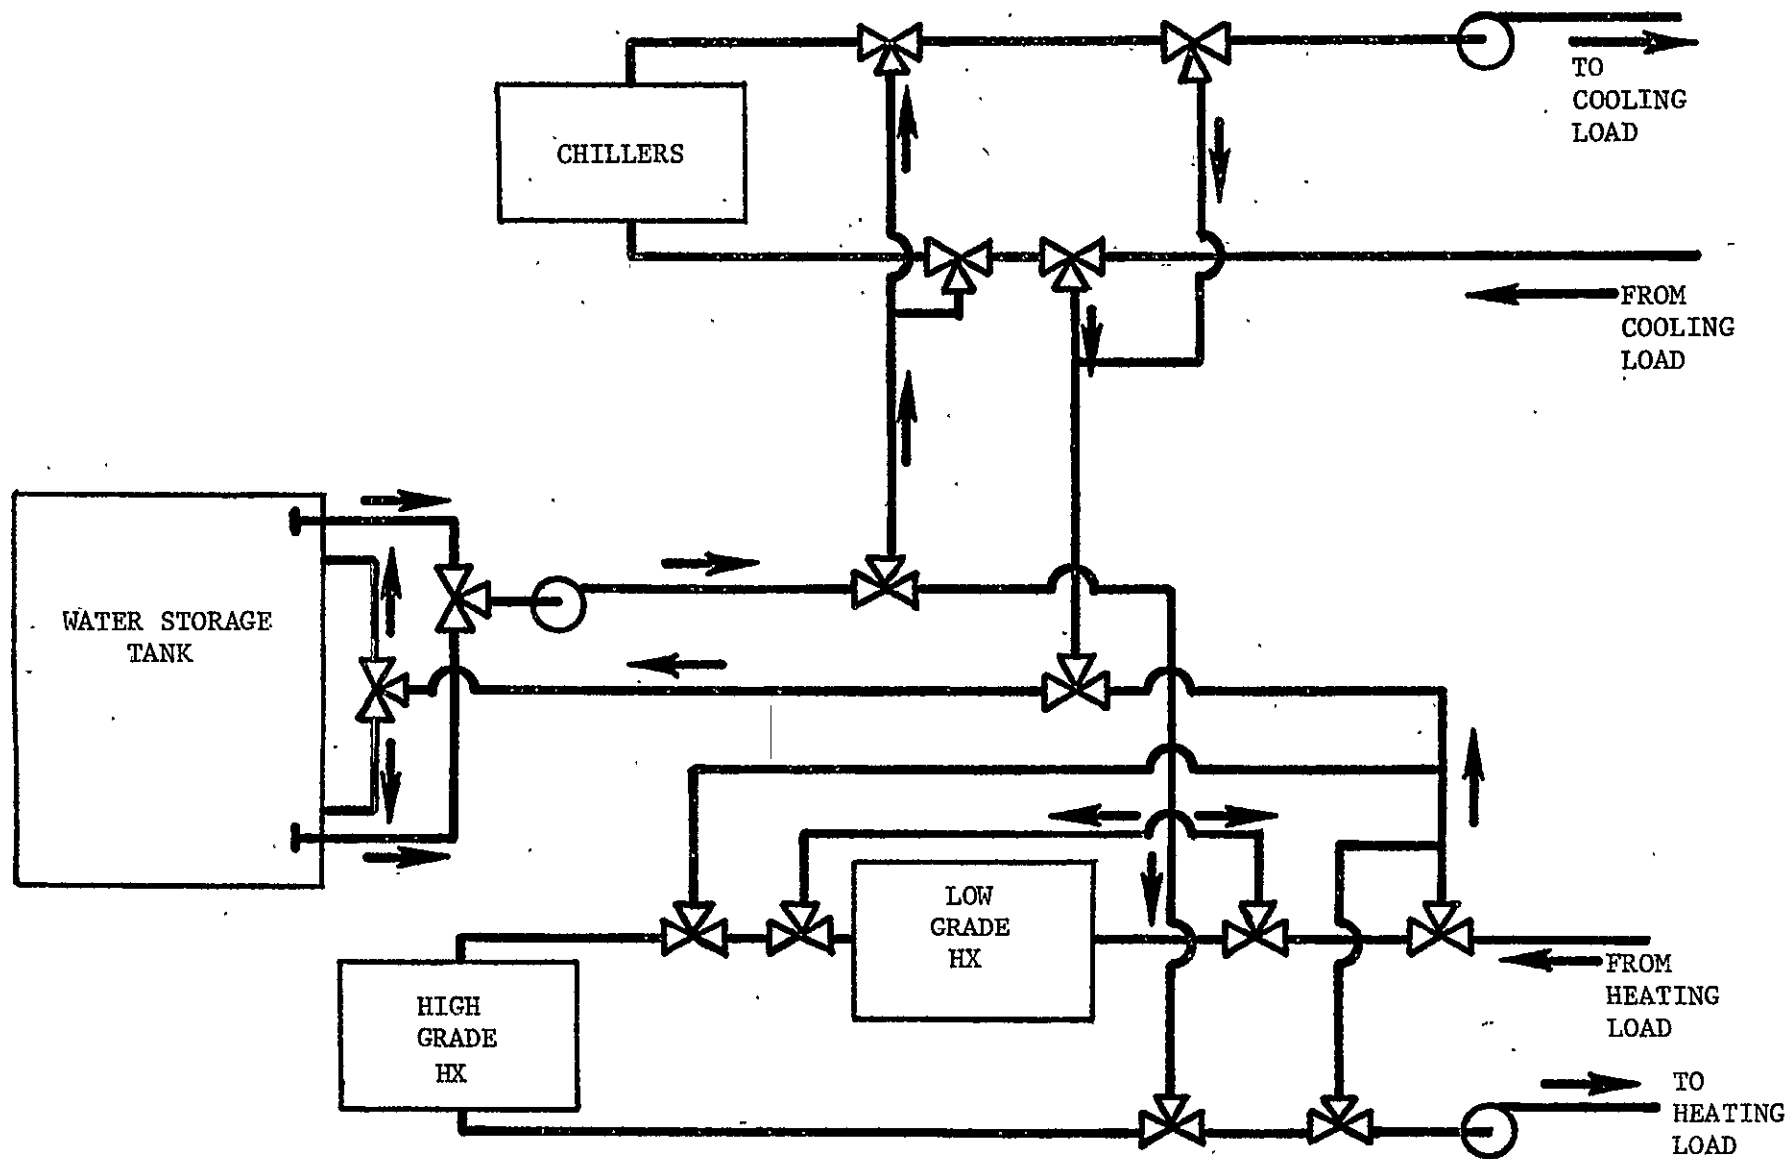 TO
COOLING
LOAD
CHILLERS
FROM
COOLING
LOAD
WATER STORAGE
TANK
LOW
GRADE
HX
FROM
HEATING
LOAD
HIGH
GRADE
HX
TO
HEATING
LOAD